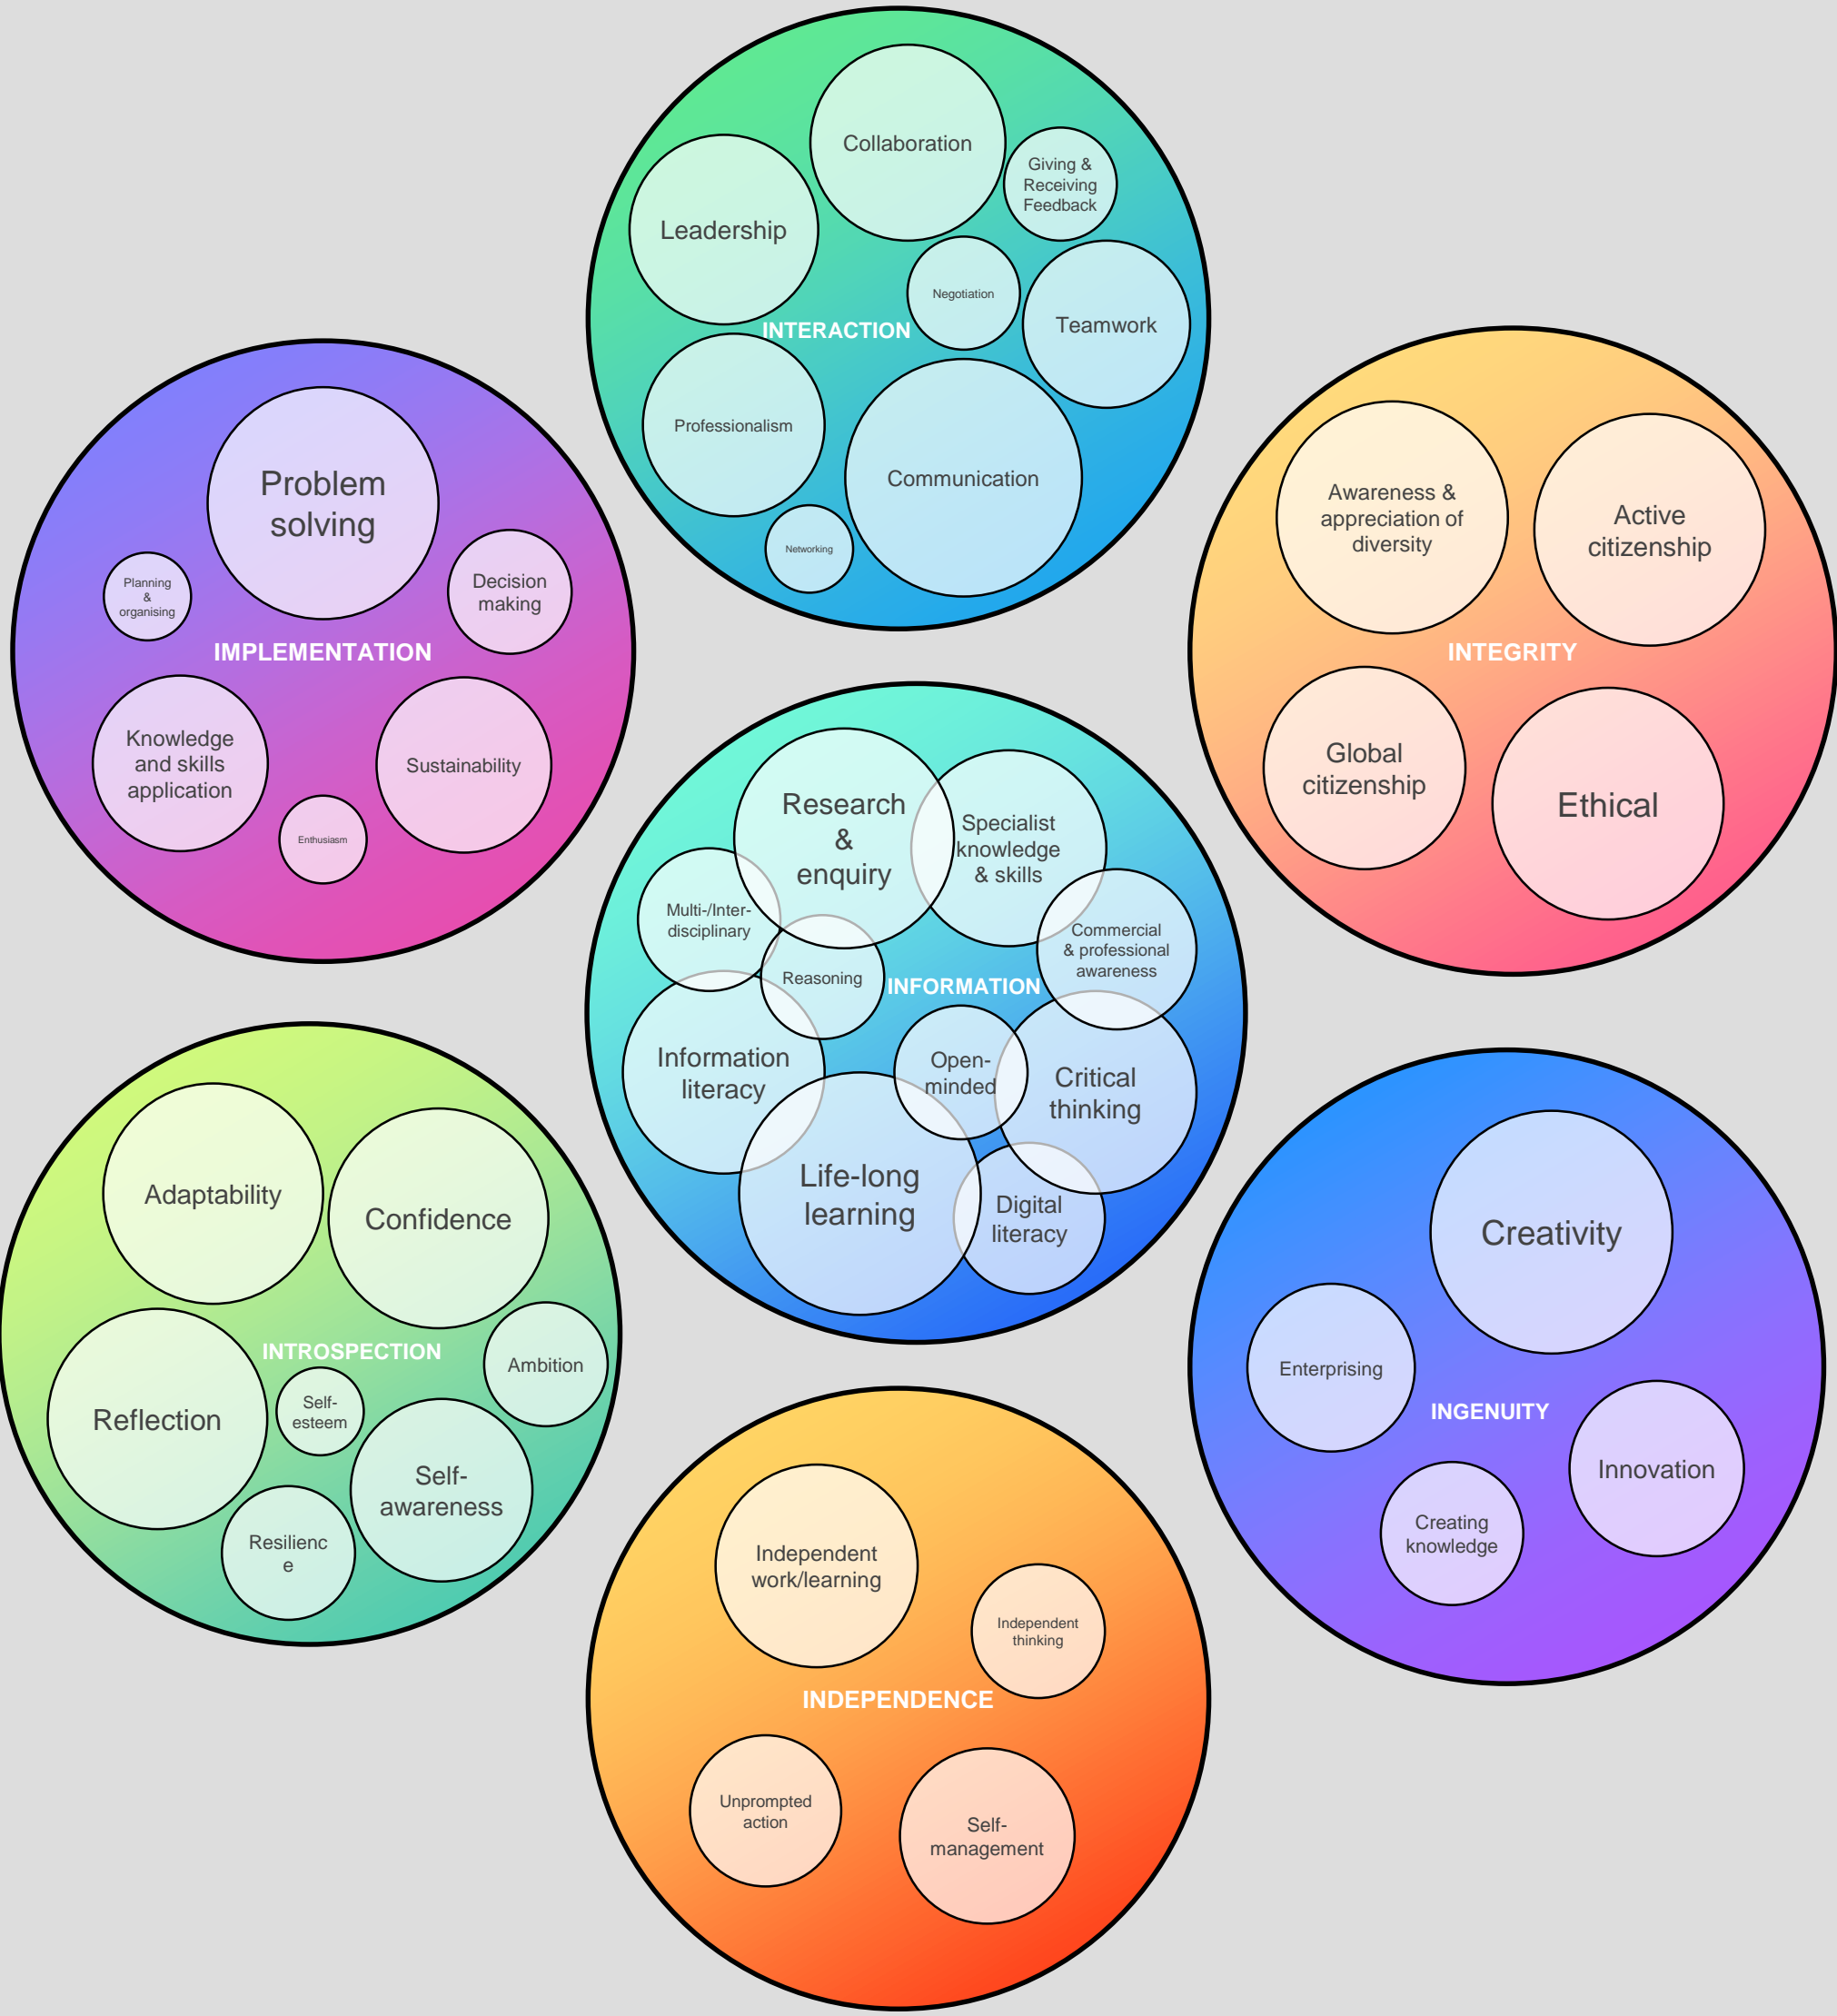 Collaboration
Giving &
Receiving
Feedback
Leadership
Negotiation
Teamwork
INTERACTION
Professionalism
Communication
Networking
Problem
solving
Planning
&
organising
Decision
making
IMPLEMENTATION
Knowledge
and skills
application
Sustainability
Enthusiasm
Awareness &
appreciation of
diversity
Active
citizenship
INTEGRITY
Global
citizenship
Ethical
Research
&
enquiry
Specialist
knowledge
& skills
Multi-/Inter-
disciplinary
Commercial
& professional
awareness
Reasoning
INFORMATION
Information
literacy
Open-
minded
Critical
thinking
Life-long
learning
Digital
literacy
Adaptability
Confidence
INTROSPECTION
Ambition
Reflection
Self-
esteem
Self-
awareness
Resilienc
e
Creativity
Enterprising
INGENUITY
Innovation
Creating
knowledge
Independent
work/learning
Independent
thinking
INDEPENDENCE
Unprompted
action
Self-
management